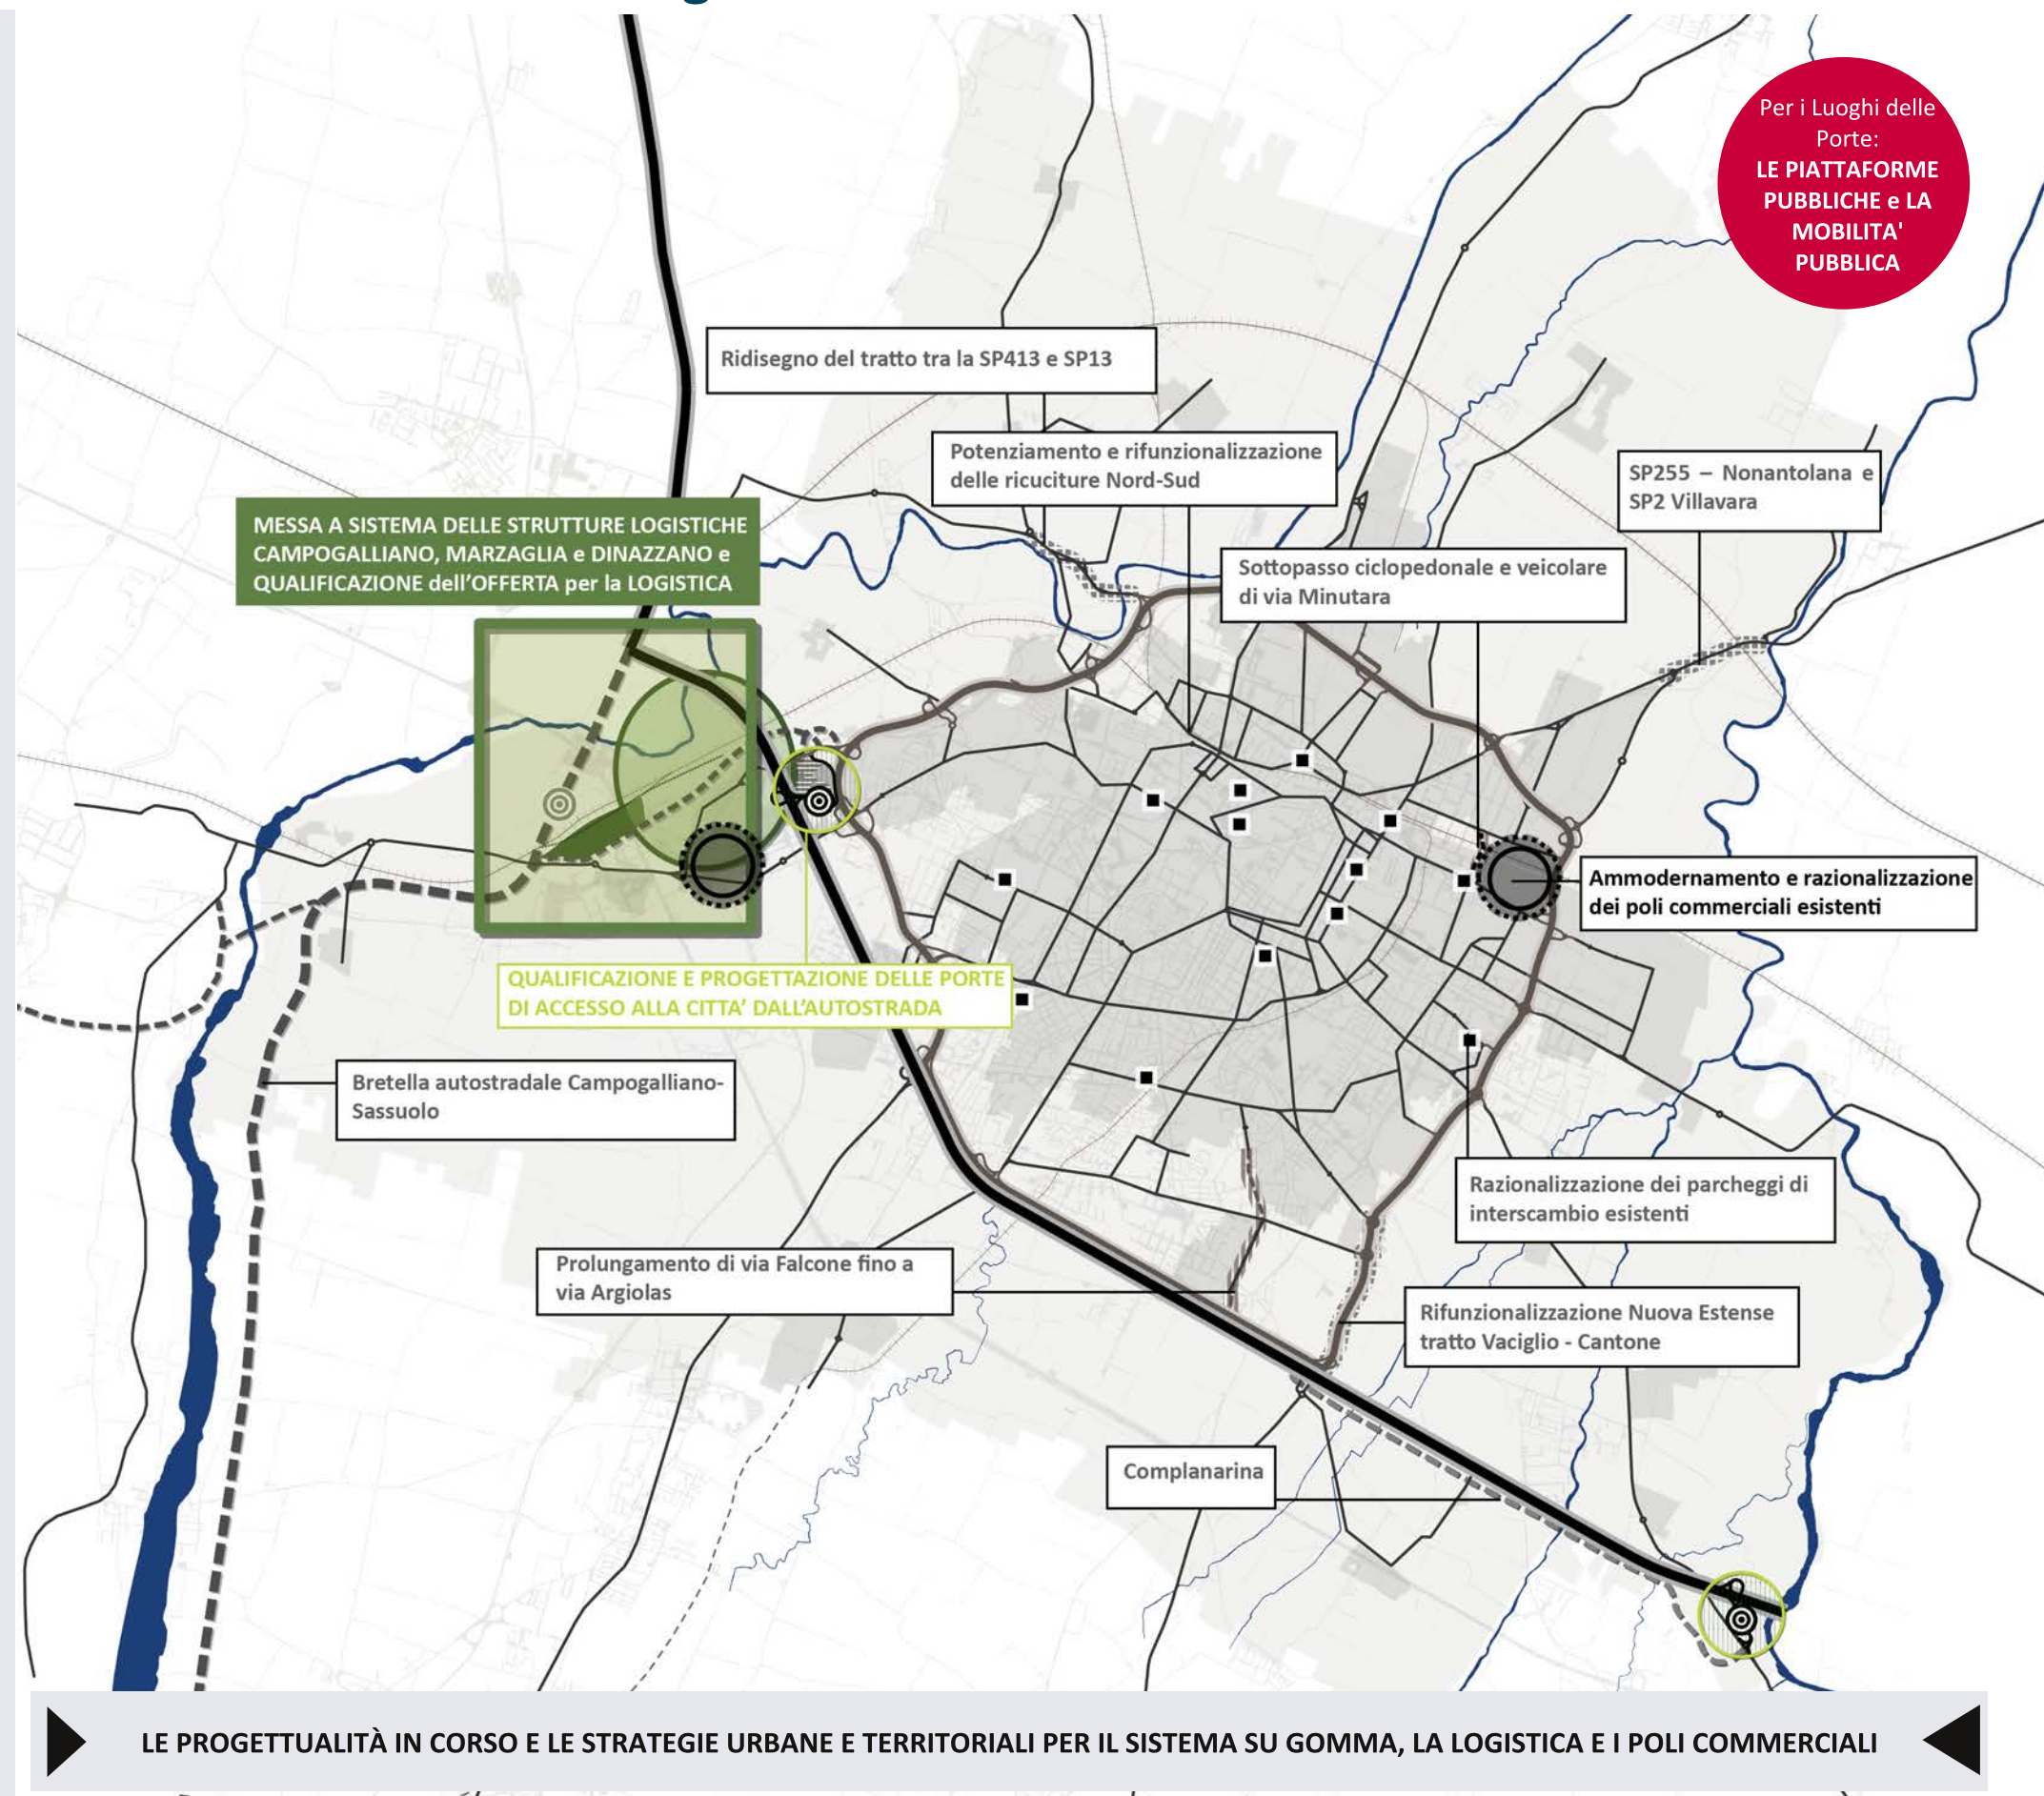 Per i Luoghi delle
Porte:
LE PIATTAFORME
PUBBLICHE e LA
MOBILITA'
PUBBLICA
Ridisegno del tratto tra la SP413 e SP13
Potenziamento e rifunzionalizzazione
delle ricuciture Nord-Sud
SP255 – Nonantolana e
SP2 Villavara
MESSA A SISTEMA DELLE STRUTTURE LOGISTICHE
CAMPOGALLIANO, MARZAGLIA e DINAZZANO e
QUALIFICAZIONE dell'OFFERTA per la LOGISTICA
Sottopasso ciclopedonale e veicolare
di via Minutara
Ammodernamento e razionalizzazione
dei poli commerciali esistenti
QUALIFICAZIONE E PROGETTAZIONE DELLE PORTE
DI ACCESSO ALLA CITTA' DALL'AUTOSTRADA
Bretella autostradale Campogalliano-
Sassuolo
Razionalizzazione dei parcheggi di
interscambio esistenti
Prolungamento di via Falcone fino a
via Argiolas
Rifunzionalizzazione Nuova Estense
tratto Vaciglio - Cantone
Complanarina
LE PROGETTUALITÀ IN CORSO E LE STRATEGIE URBANE E TERRITORIALI PER IL SISTEMA SU GOMMA, LA LOGISTICA E I POLI COMMERCIALI